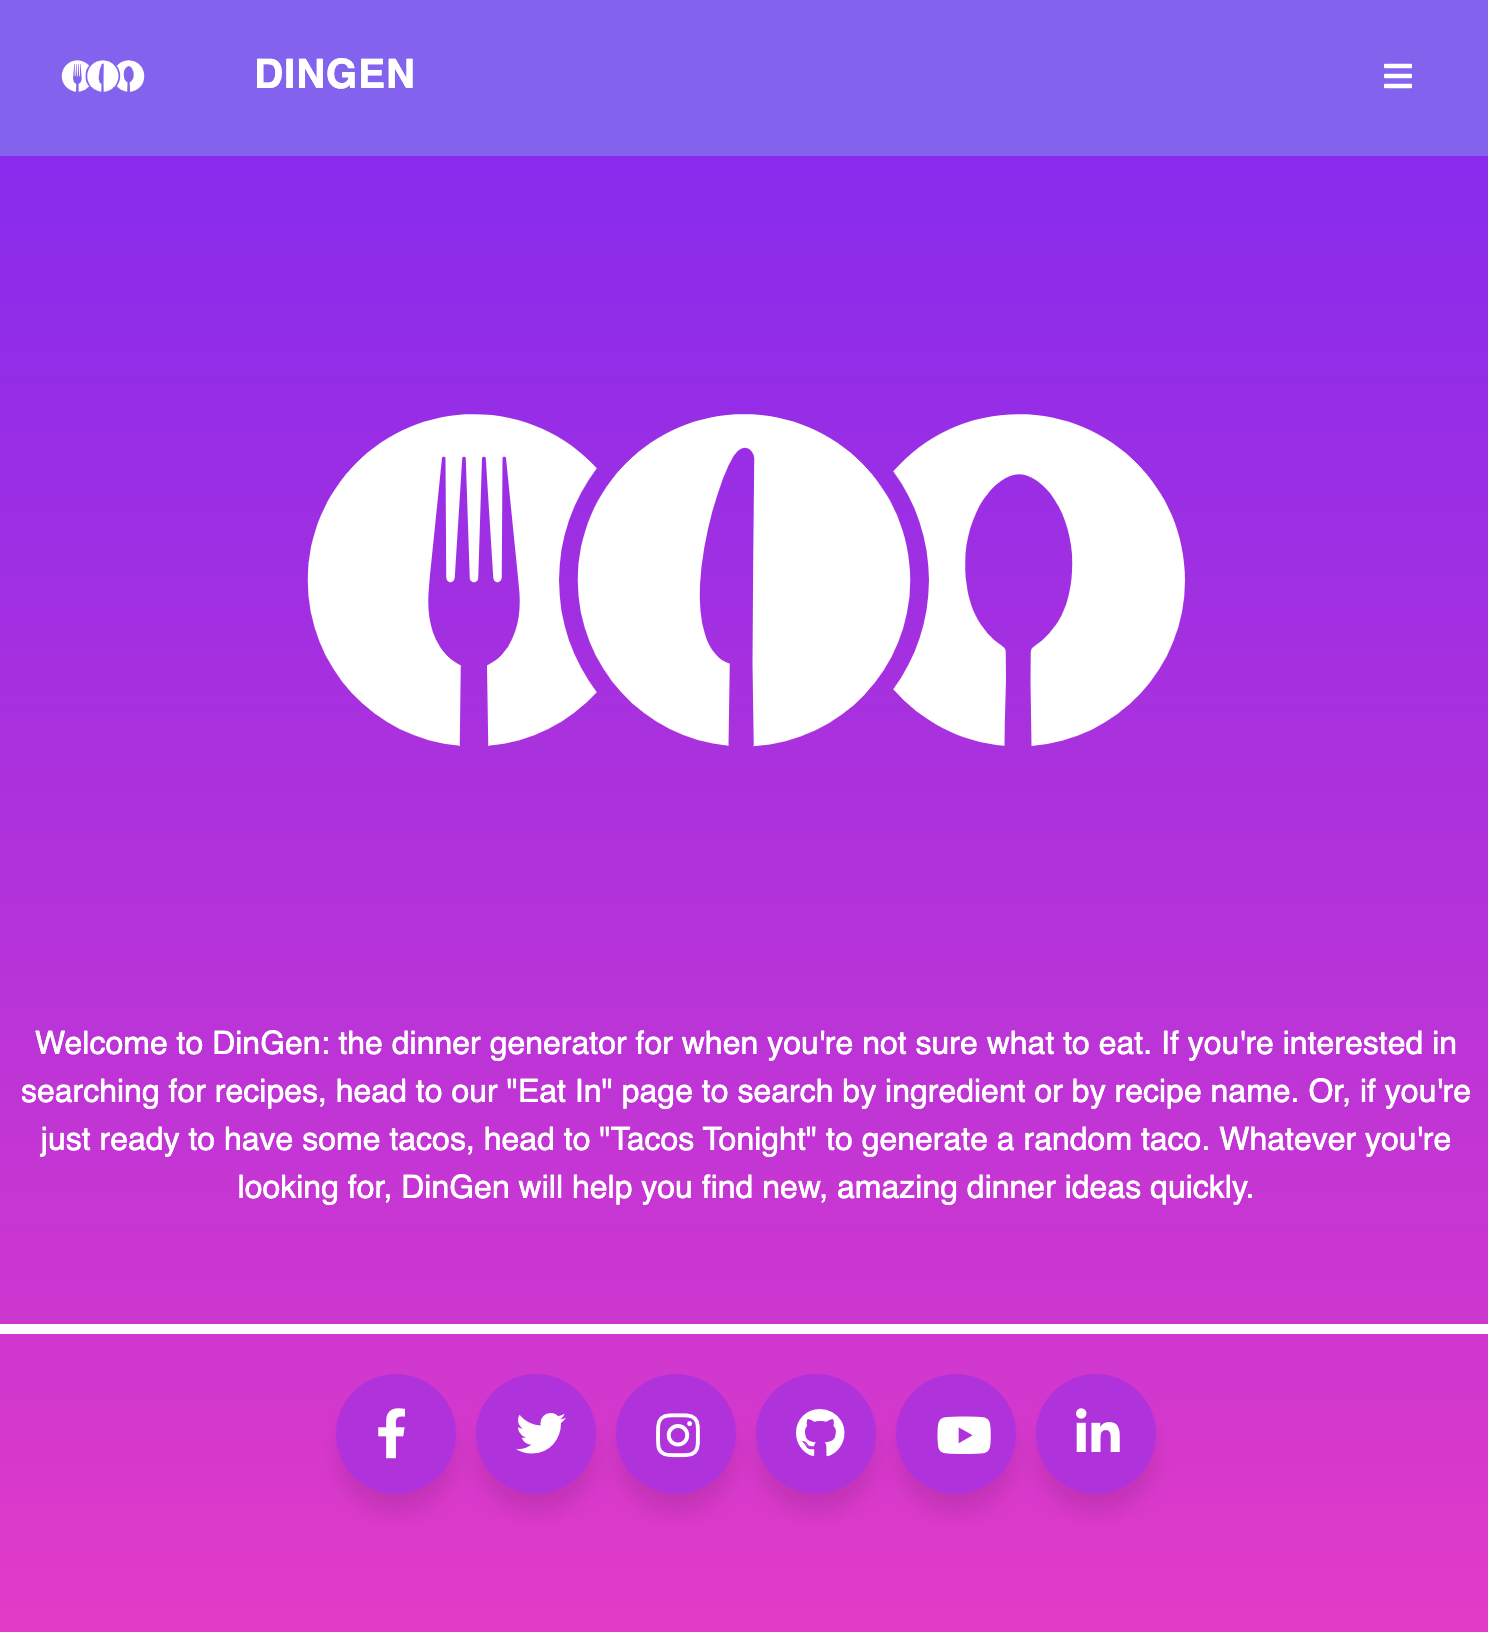 DINGEN
Welcome to DinGen: the dinner generator for when you're not sure what to eat. If you're interested in
searching for recipes, head to our "Eat In" page to search by ingredient or by recipe name. Or, if you're
just ready to have some tacos, head to "Tacos Tonight" to generate a random taco. Whatever you're
looking for, DinGen will help you find new, amazing dinner ideas quickly.